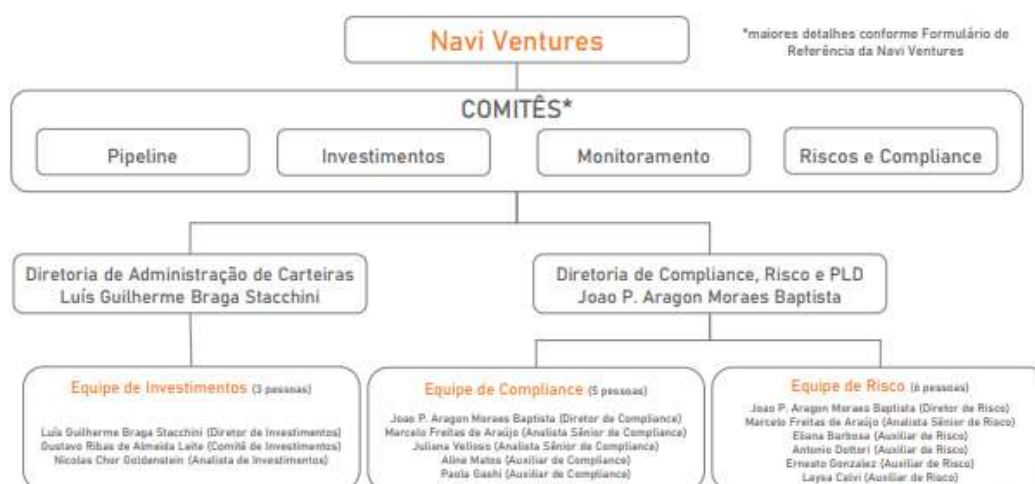 Navi Ventures
*maiores detalhes conforme Formulário de
Referência da Navi Ventures
COMITÊS*
Pipeline
Investimentos
Monitoramento
Riscos e Compliance
Diretoria de Administração de Carteiras
Luís Guilherme Braga Stacchini
Diretoria de Compliance, Risco e PLD
Joao P. Aragon Moraes Baptista
Equipe de Investimentos (3 pessoas)
Luís Guilherme Braga Stacchini (Diretor de Investimentos)
Gustavo Ribas de Almeida Leite (Comitê de Investimentos)
Nicolas Chor Goldenstein (Analista de Investimentos)
Equipe de Compliance (5 pessoas)
Joao P. Aragon Moraes Baptista (Diretor de Compliance)
Marcelo Freitas de Araújo (Analista Sênior de Compliance)
Juliana Velloso (Analista Sênior de Compliance)
Aline Matos (Auxiliar de Compliance)
Paola Gashi (Auxiliar de Compliance)
Equipe de Risco (6 pessoas)
Joao P. Aragon Moraes Baptista (Diretor de Risco)
Marcelo Freitas de Araújo (Analista Sênior de Risco)
Eliana Barbosa (Auxiliar de Risco)
Antonio Dottori (Auxiliar de Risco)
Ernesto Gonzalez (Auxiliar de Risco)
Laysa Calvi (Auxiliar de Risco)